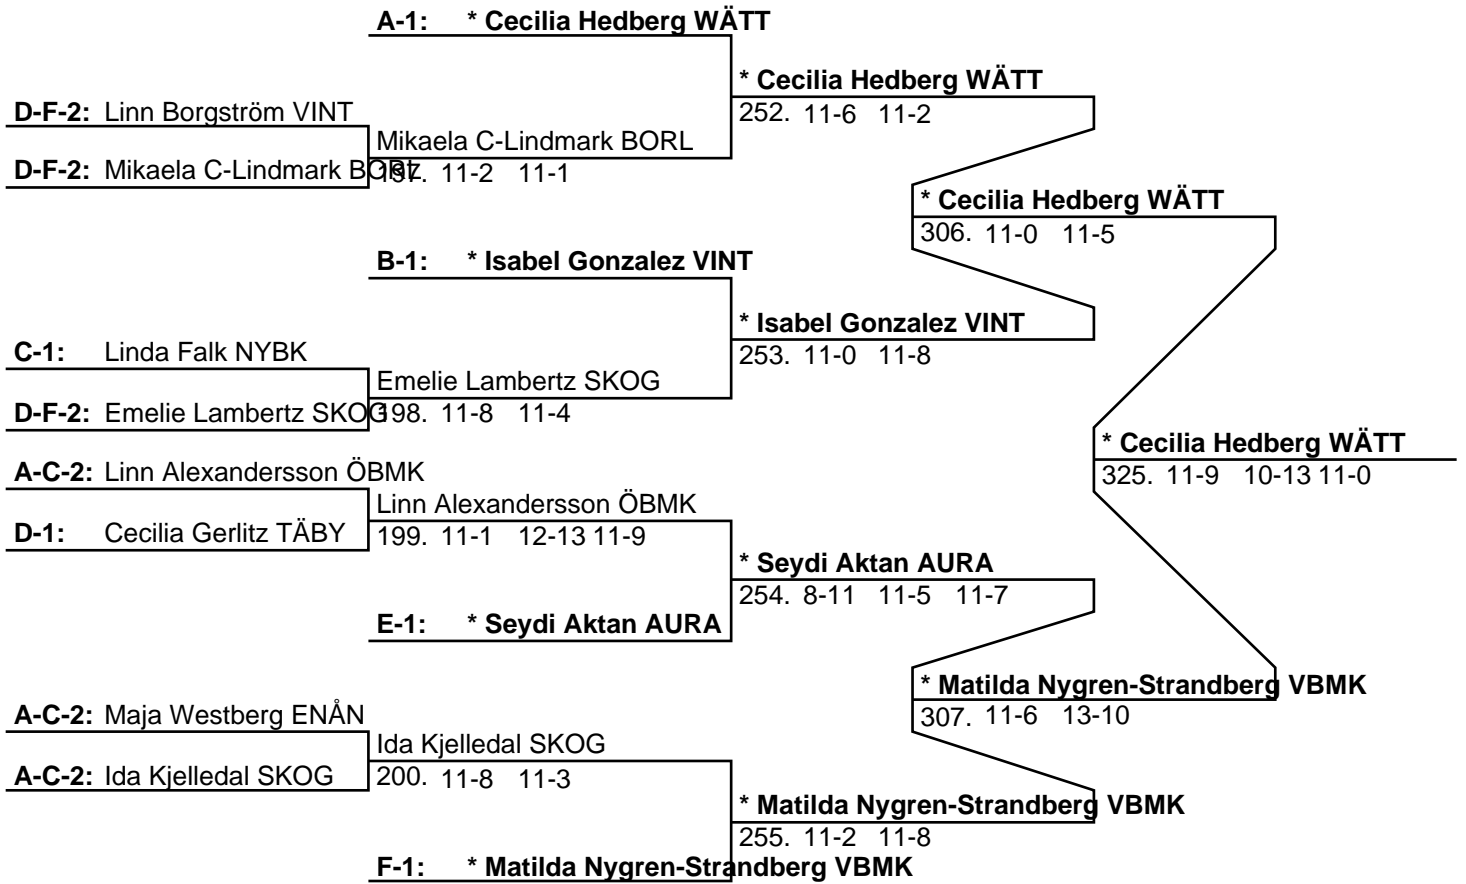 A-1: * Cecilia Hedberg WÄTT
* Cecilia Hedberg WÄTT
252. 11-6 11-2
D-F-2: Linn Borgström VINT
Mikaela C-Lindmark BORL
D-F-2: Mikaela C-Lindmark BORL
197. 11-2 11-1
* Cecilia Hedberg WÄTT
306. 11-0 11-5
B-1: * Isabel Gonzalez VINT
* Isabel Gonzalez VINT
253. 11-0 11-8
C-1: Linda Falk NYBK
Emelie Lambertz SKOG
D-F-2: Emelie Lambertz SKOG
198. 11-8 11-4
* Cecilia Hedberg WÄTT
325. 11-9 10-13 11-0
A-C-2: Linn Alexandersson ÖBMK
Linn Alexandersson ÖBMK
D-1: Cecilia Gerlitz TÄBY
199. 11-1 12-13 11-9
* Seydi Aktan AURA
254. 8-11 11-5 11-7
E-1: * Seydi Aktan AURA
* Matilda Nygren-Strandberg VBMK
307. 11-6 13-10
A-C-2: Maja Westberg ENÅN
Ida Kjelledal SKOG
A-C-2: Ida Kjelledal SKOG
200. 11-8 11-3
* Matilda Nygren-Strandberg VBMK
255. 11-2 11-8
F-1: * Matilda Nygren-Strandberg VBMK